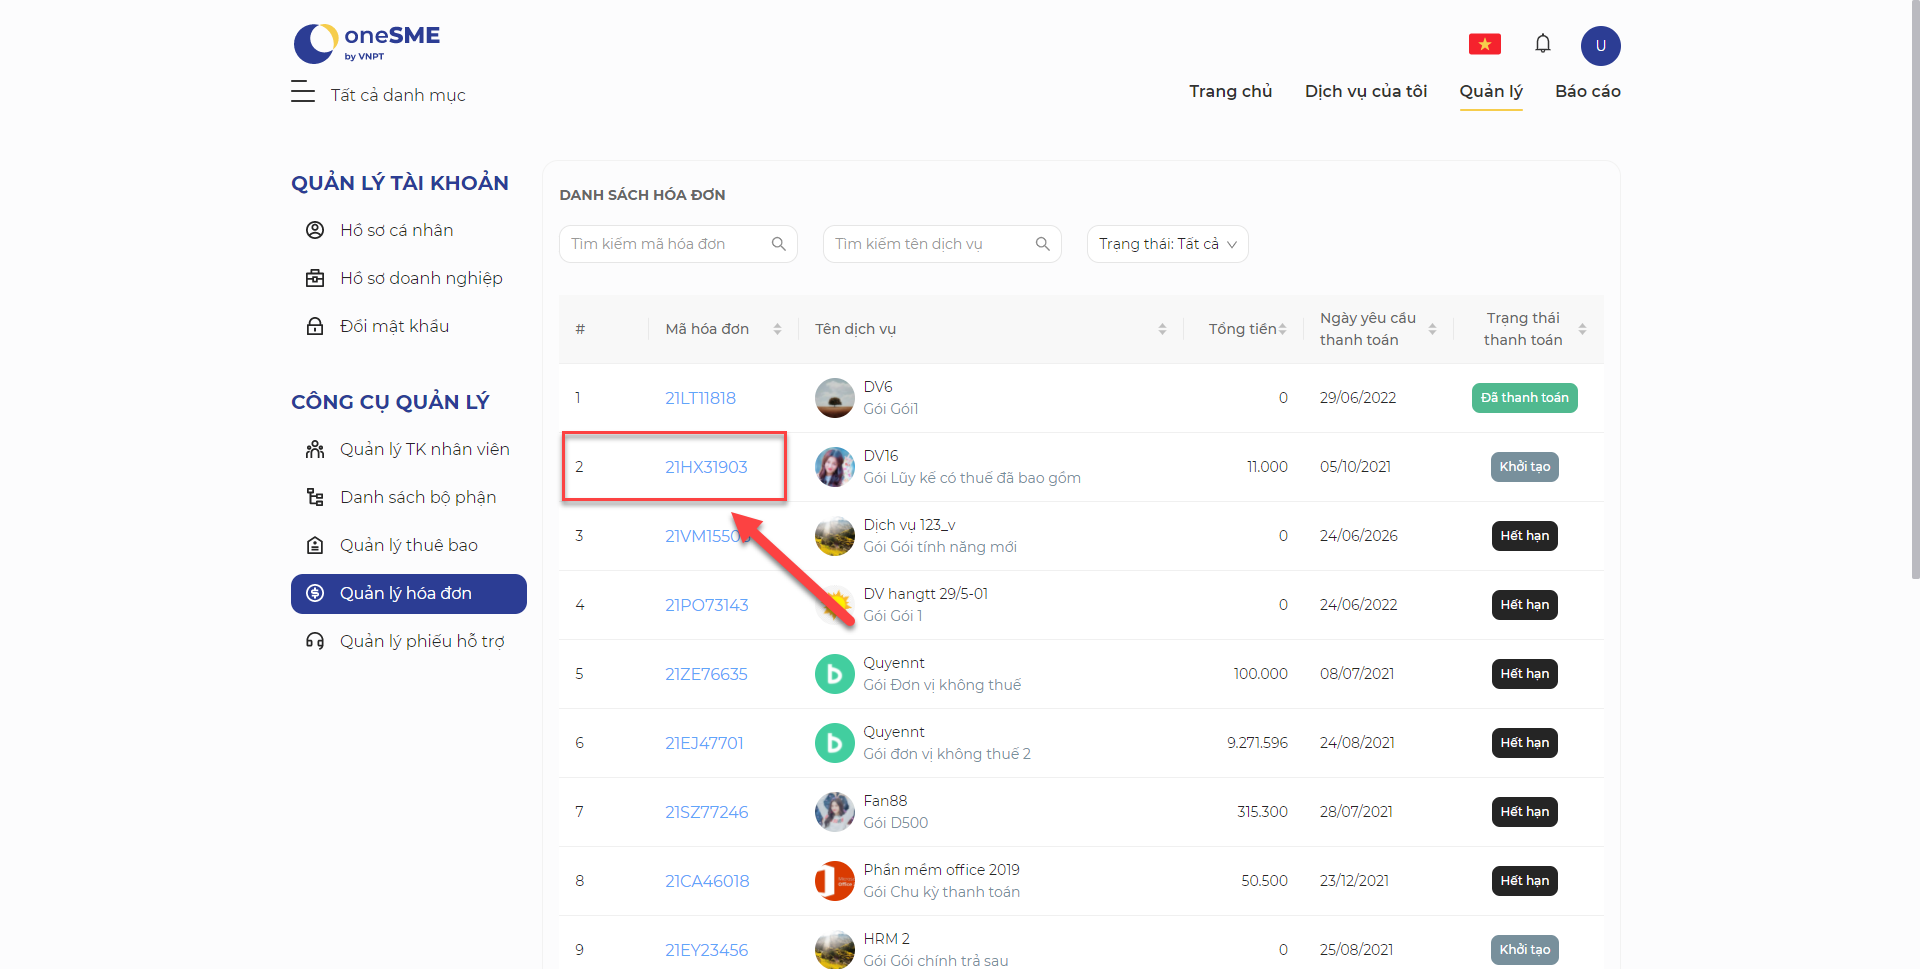 oneSME
by VNPT
U
Tất cả danh mục
Trang chủ
Dịch vụ của tôi
Quản lý
Báo cáo
QUẢN LÝ TÀI KHOẢN
Hồ sơ cá nhân
Hồ sơ doanh nghiệp
Đổi mật khẩu
CÔNG CỤ QUẢN LÝ
Quản lý TK nhân viên
Danh sách bộ phận
Quản lý thuê bao
Quản lý hóa đơn
Quản lý phiếu hỗ trợ
DANH SÁCH HÓA ĐƠN
Tìm kiếm mã hóa đơn
Tìm kiếm tên dịch vụ
Trạng thái: Tất cả
# Mã hóa đơn Tên dịch vụ Tổng tiền Ngày yêu cầu Trạng thái
thanh toán thanh toán
1 21LT11818 DV6 0 29/06/2022 Đã thanh toán
Gói Gói1
2 21HX31903 DV16 11.000 05/10/2021 Khởi tạo
Gói Lũy kế có thuế đã bao gồm
3 21VM1550 Dịch vụ 123_v 0 24/06/2026 Hết hạn
Gói Gói tính năng mới
4 21PO73143 DV hangtt 29/5-01 0 24/06/2022 Hết hạn
Gói Gói 1
5 21ZE76635 Quyennt 100.000 08/07/2021 Hết hạn
Gói Đơn vị không thuế
6 21EJ47701 Quyennt 9.271.596 24/08/2021 Hết hạn
Gói đơn vị không thuế 2
7 21SZ77246 Fan88 315.300 28/07/2021 Hết hạn
Gói D500
8 21CA46018 Phần mềm office 2019 50.500 23/12/2021 Hết hạn
Gói Chu kỳ thanh toán
9 21EY23456 HRM 2 0 25/08/2021 Khởi tạo
Gói Gói chính trả sau